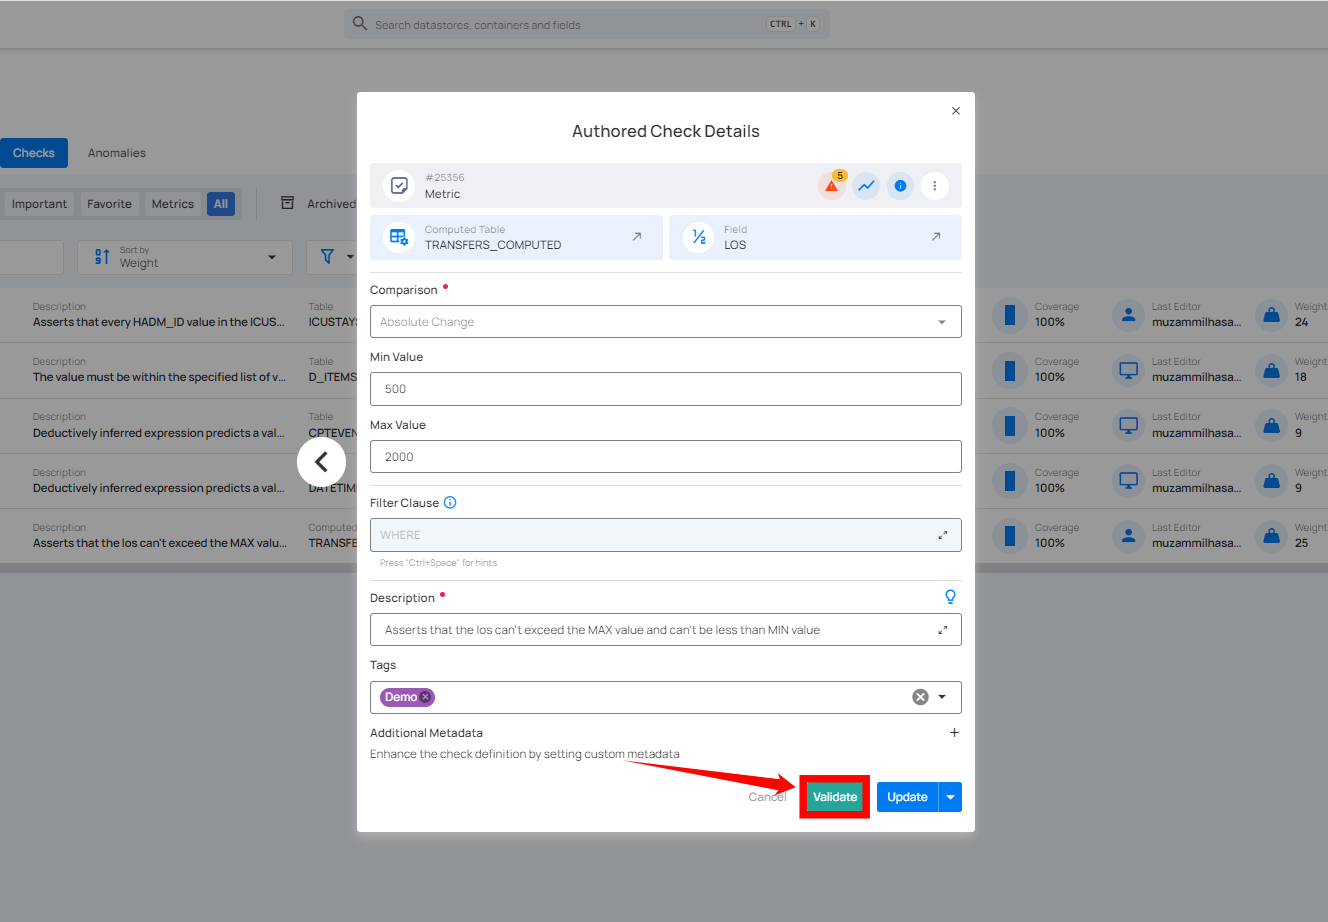 Search datastores, containers and fields
CTRL + K
Checks
Anomalies
Important
Favorite
Metrics
All
Archived
Sort by
Weight
Description
Asserts that every HADM_ID value in the ICUS...
Table
ICUSTAYS
Coverage
100%
Last Editor
muzammilhasa...
Weight
24
Description
The value must be within the specified list of v...
Table
D_ITEMS
Coverage
100%
Last Editor
muzammilhasa...
Weight
18
Description
Deductively inferred expression predicts a val...
Table
CPTEVEN
Coverage
100%
Last Editor
muzammilhasa...
Weight
9
Description
Deductively inferred expression predicts a val...
DATETIM
Coverage
100%
Last Editor
muzammilhasa...
Weight
9
Description
Asserts that the los can't exceed the MAX valu...
Computed
TRANSFE
Coverage
100%
Last Editor
muzammilhasa...
Weight
25
Authored Check Details
#25356
Metric
5
Computed Table
TRANSFERS_COMPUTED
Field
LOS
Comparison
Absolute Change
Min Value
500
Max Value
2000
Filter Clause
WHERE
Press "Ctrl+Space" for hints
Description
Asserts that the los can't exceed the MAX value and can't be less than MIN value
Tags
Demo
Additional Metadata
Enhance the check definition by setting custom metadata
Cancel
Validate
Update